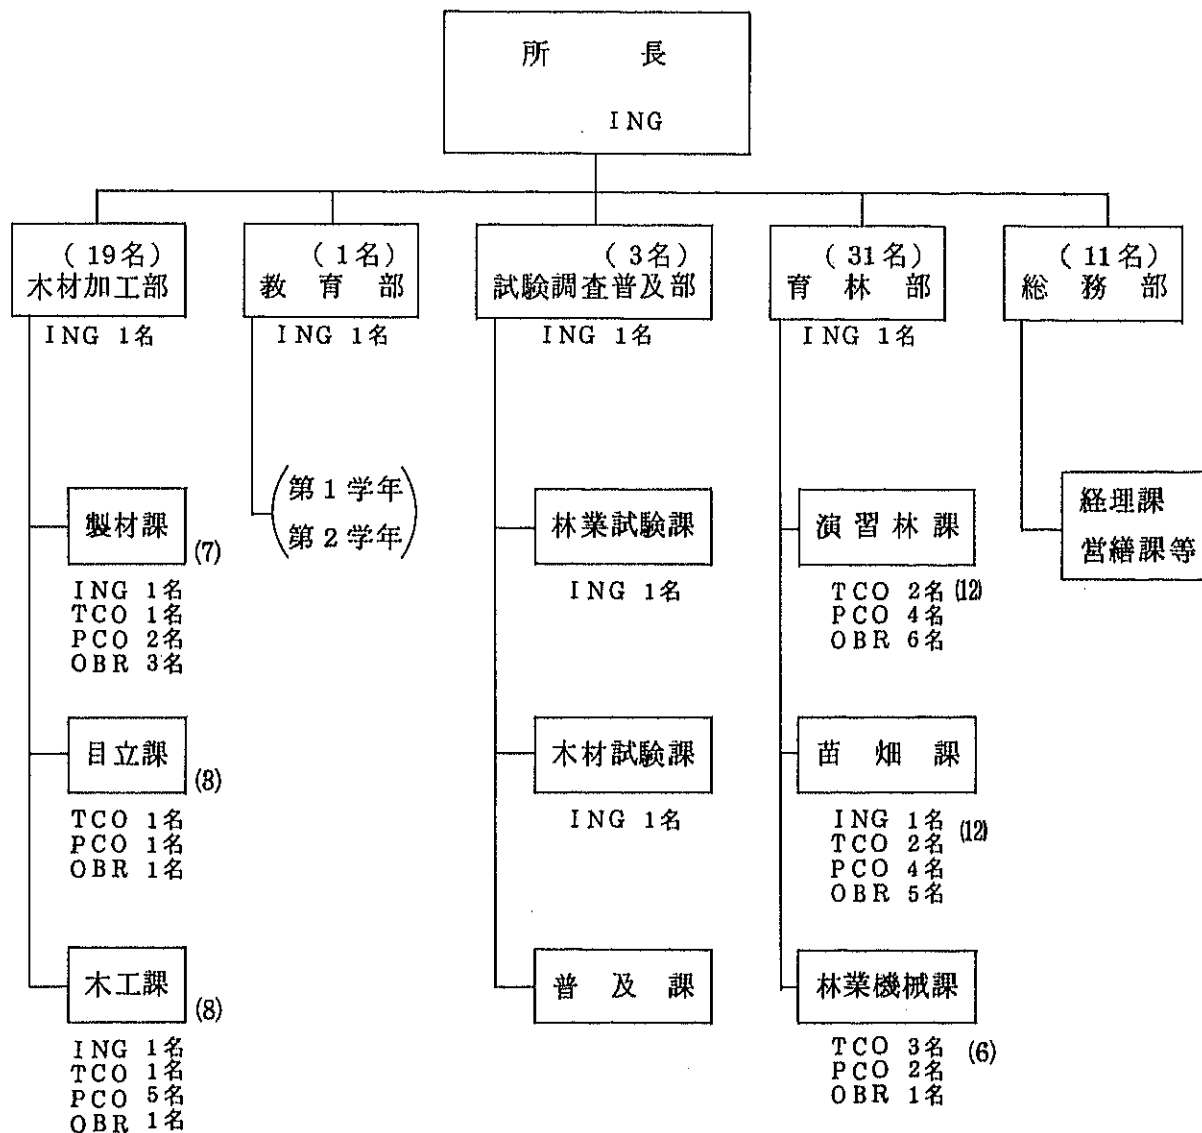 所 長
ING
(19名)
木材加工部
ING 1名
(1名)
教 育 部
ING 1名
(3名)
試験調査普及部
ING 1名
(31名)
育 林 部
ING 1名
(11名)
総 務 部
製材課
(7)
ING 1名
TCO 1名
PCO 2名
OBR 3名
目立課
(8)
TCO 1名
PCO 1名
OBR 1名
木工課
(8)
ING 1名
TCO 1名
PCO 5名
OBR 1名
第1学年
第2学年
林業試験課
ING 1名
木材試験課
ING 1名
普 及 課
演習林課
TCO 2名 (12)
PCO 4名
OBR 6名
苗 畑 課
ING 1名
TCO 2名 (12)
PCO 4名
OBR 5名
林業機械課
TCO 3名 (6)
PCO 2名
OBR 1名
経理課
営繕課等